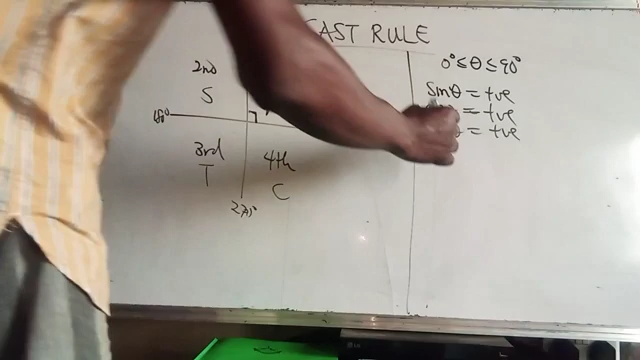 CAST RULE
2nd
S
180°
3rd
T
4th
C
270°
0° ≤ θ ≤ 90°
Sinθ = +ve
= +ve
= +ve